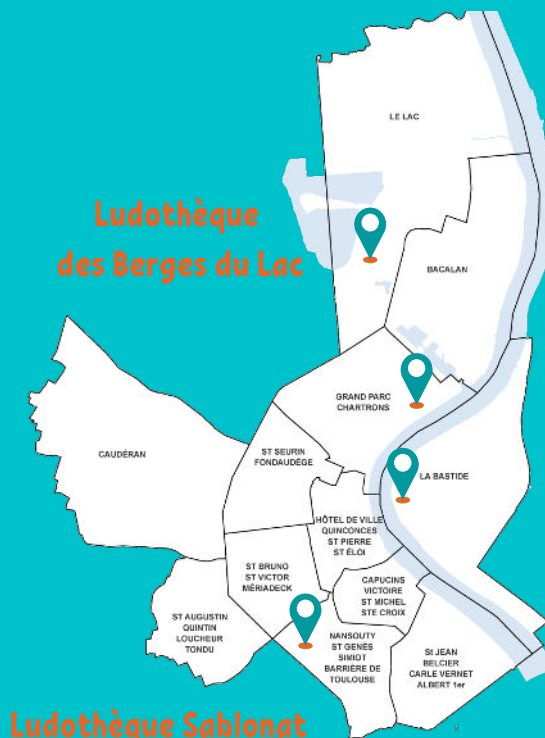 LE LAC
Ludothèque
des Berges du Lac
BACALAN
GRAND PARC
CHARTRONS
CAUDÉRAN
ST SEURIN
FONDAUDÈGE
LA BASTIDE
HÔTEL DE VILLE
QUINCONCES
ST PIERRE
ST ÉLOI
ST BRUNO
ST VICTOR
MÉRIADECK
CAPUCINS
VICTOIRE
ST MICHEL
STE CROIX
ST AUGUSTIN
QUINTIN
LOUCHEUR
TONDU
NANSOUTY
ST GENÈS
SIMIOT
BARRIÈRE DE
TOULOUSE
St JEAN
BELCIER
CARLE VERNET
ALBERT 1er
Ludothèque Sablonat